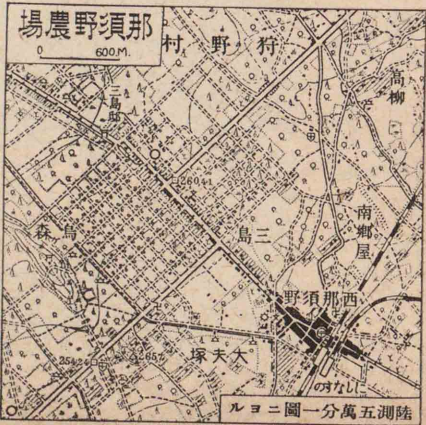 那須野農場
0 600M.
狩野村
高柳
三島邸
南郷屋
三島
烏森
西那須野
大夫塚
にしなすの
陸測五萬分一圖ニヨル